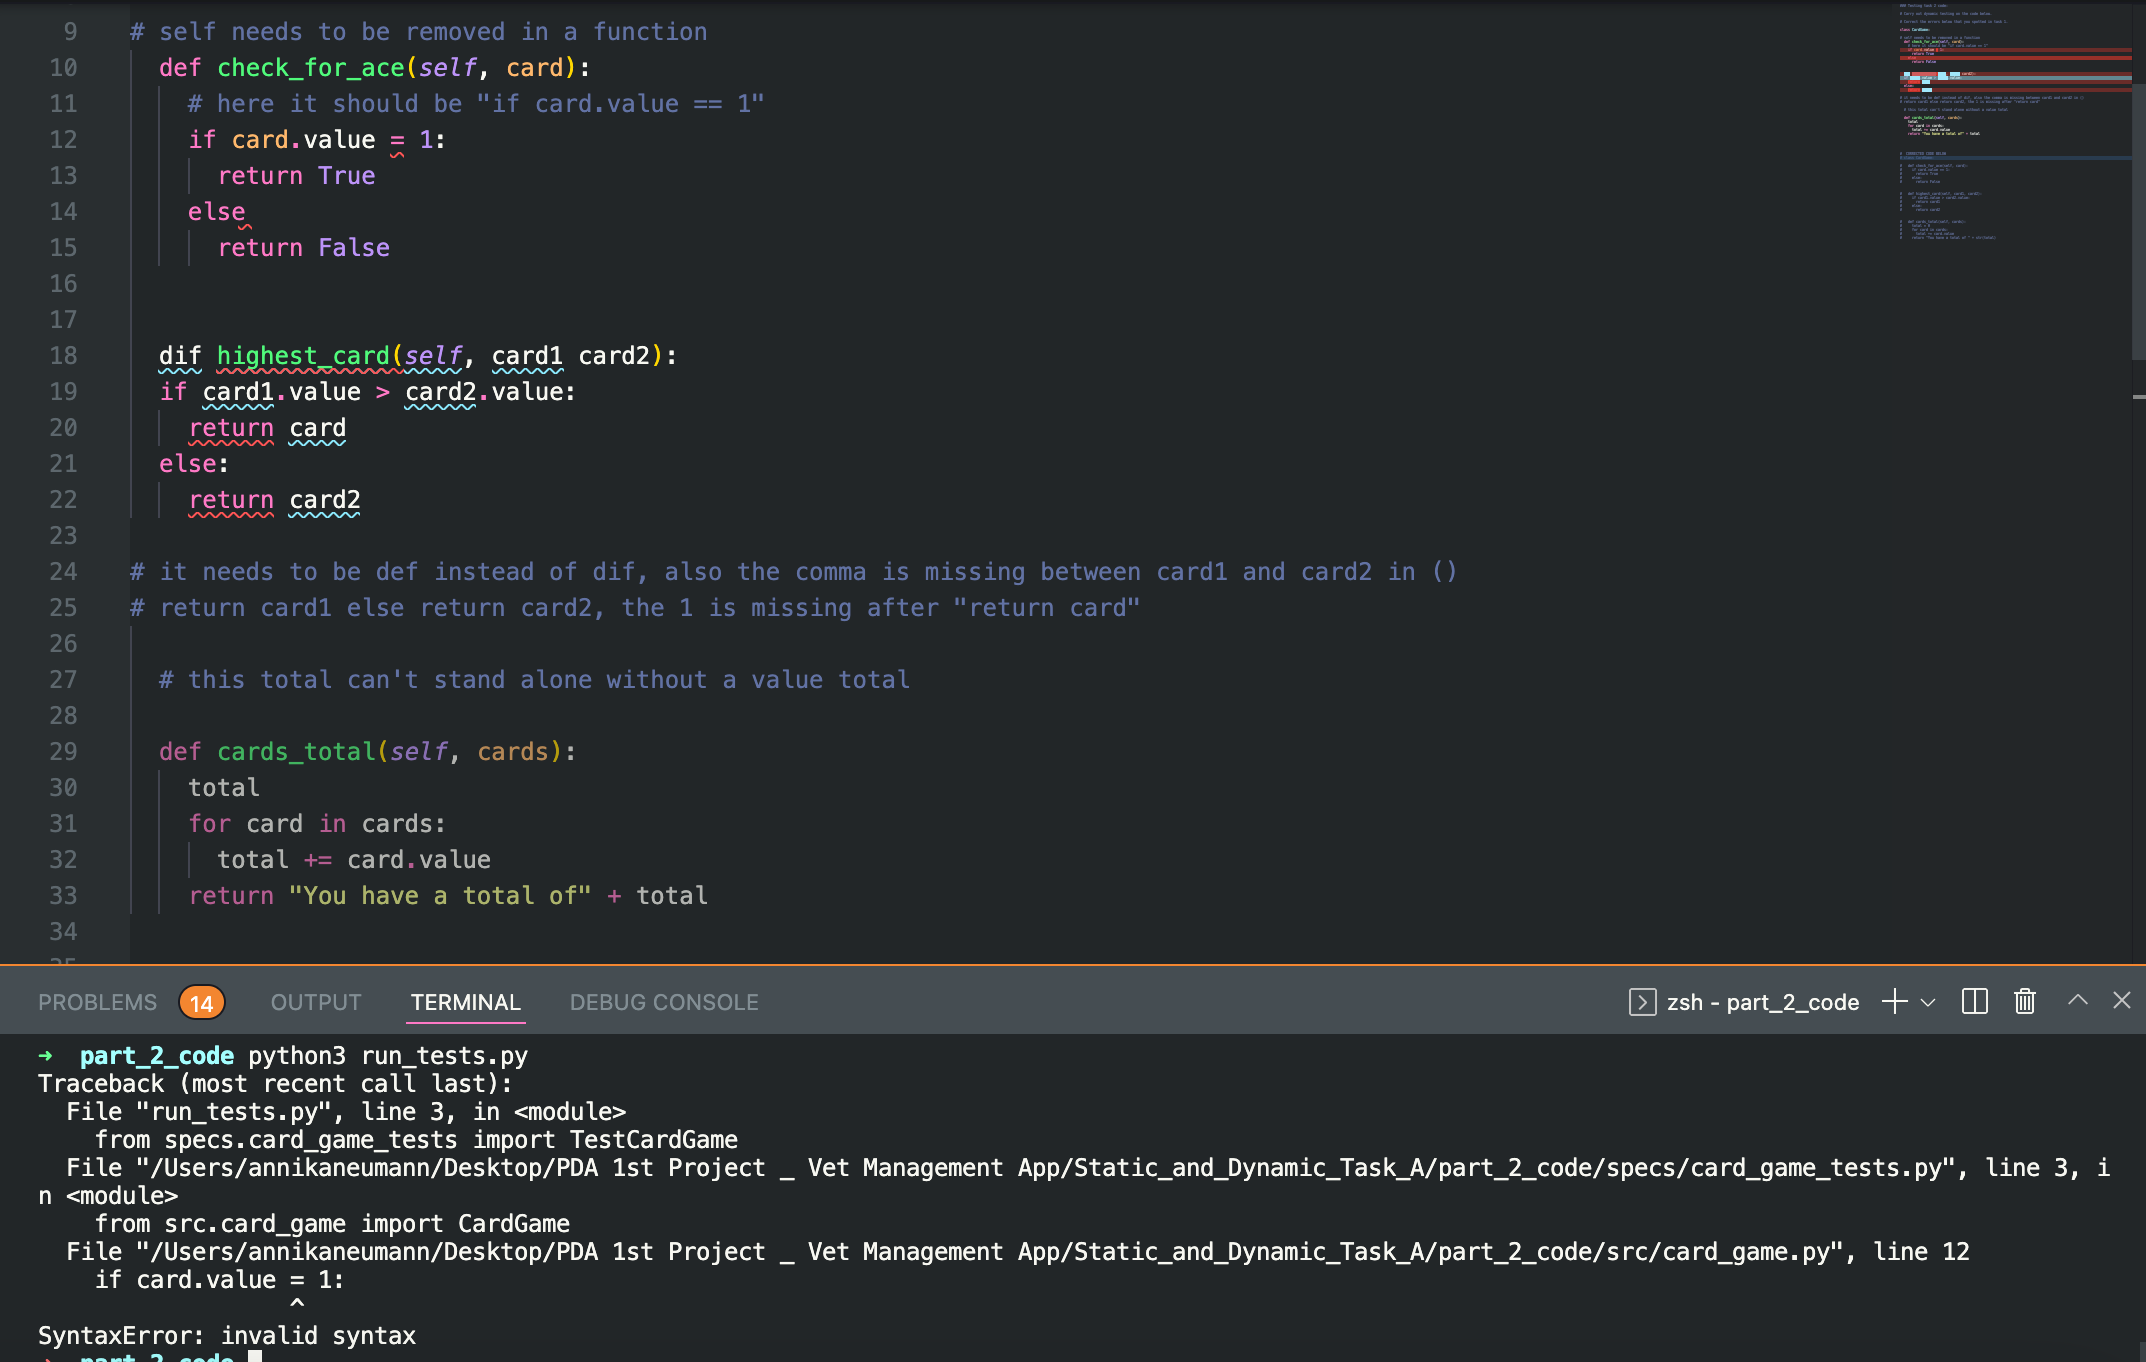 9 # self needs to be removed in a function
10 def check_for_ace(self, card):
11 # here it should be "if card.value == 1"
12 if card.value = 1:
13 return True
14 else
15 return False
16
17
18 dif highest_card(self, card1 card2):
19 if card1.value > card2.value:
20 return card
21 else:
22 return card2
23
24 # it needs to be def instead of dif, also the comma is missing between card1 and card2 in ()
25 # return card1 else return card2, the 1 is missing after "return card"
26
27 # this total can't stand alone without a value total
28
29 def cards_total(self, cards):
30 total
31 for card in cards:
32 total += card.value
33 return "You have a total of" + total
34
PROBLEMS 14 OUTPUT TERMINAL DEBUG CONSOLE zsh - part_2_code
➜ part_2_code python3 run_tests.py
Traceback (most recent call last):
File "run_tests.py", line 3, in <module>
from specs.card_game_tests import TestCardGame
File "/Users/annikaneumann/Desktop/PDA 1st Project _ Vet Management App/Static_and_Dynamic_Task_A/part_2_code/specs/card_game_tests.py", line 3, i
n <module>
from src.card_game import CardGame
File "/Users/annikaneumann/Desktop/PDA 1st Project _ Vet Management App/Static_and_Dynamic_Task_A/part_2_code/src/card_game.py", line 12
if card.value = 1:
^
SyntaxError: invalid syntax
part_2_code